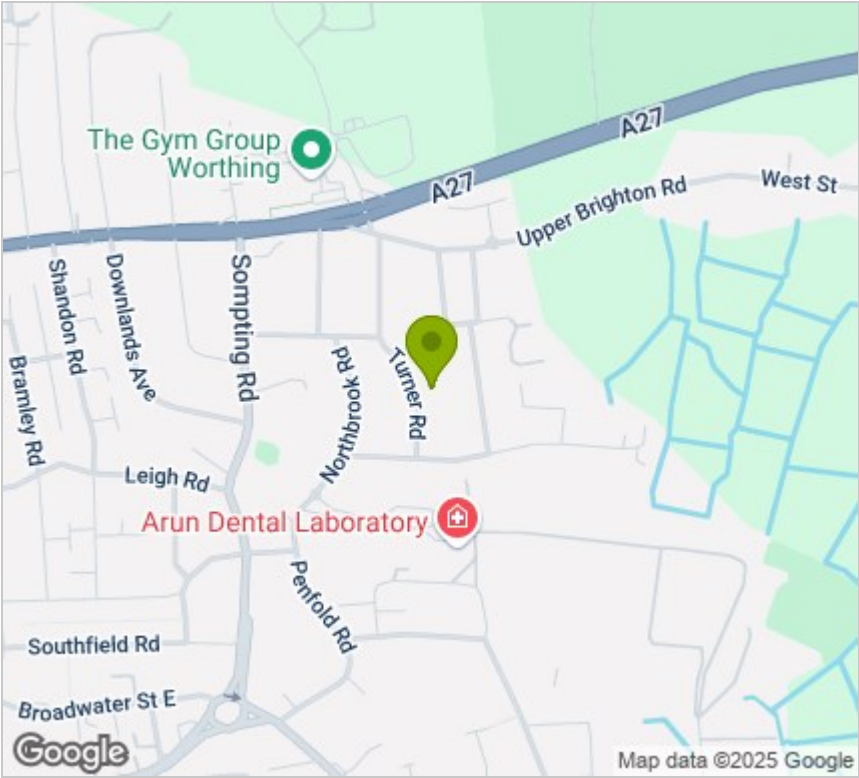 The Gym Group
Worthing
A27
A27
West St
Upper Brighton Rd
Shandon Rd
Downlands Ave
Sompting Rd
Bramley Rd
Northbrook Rd
Turner Rd
Leigh Rd
Arun Dental Laboratory
Penfold Rd
Southfield Rd
Broadwater St E
Google
Map data ©2025 Google